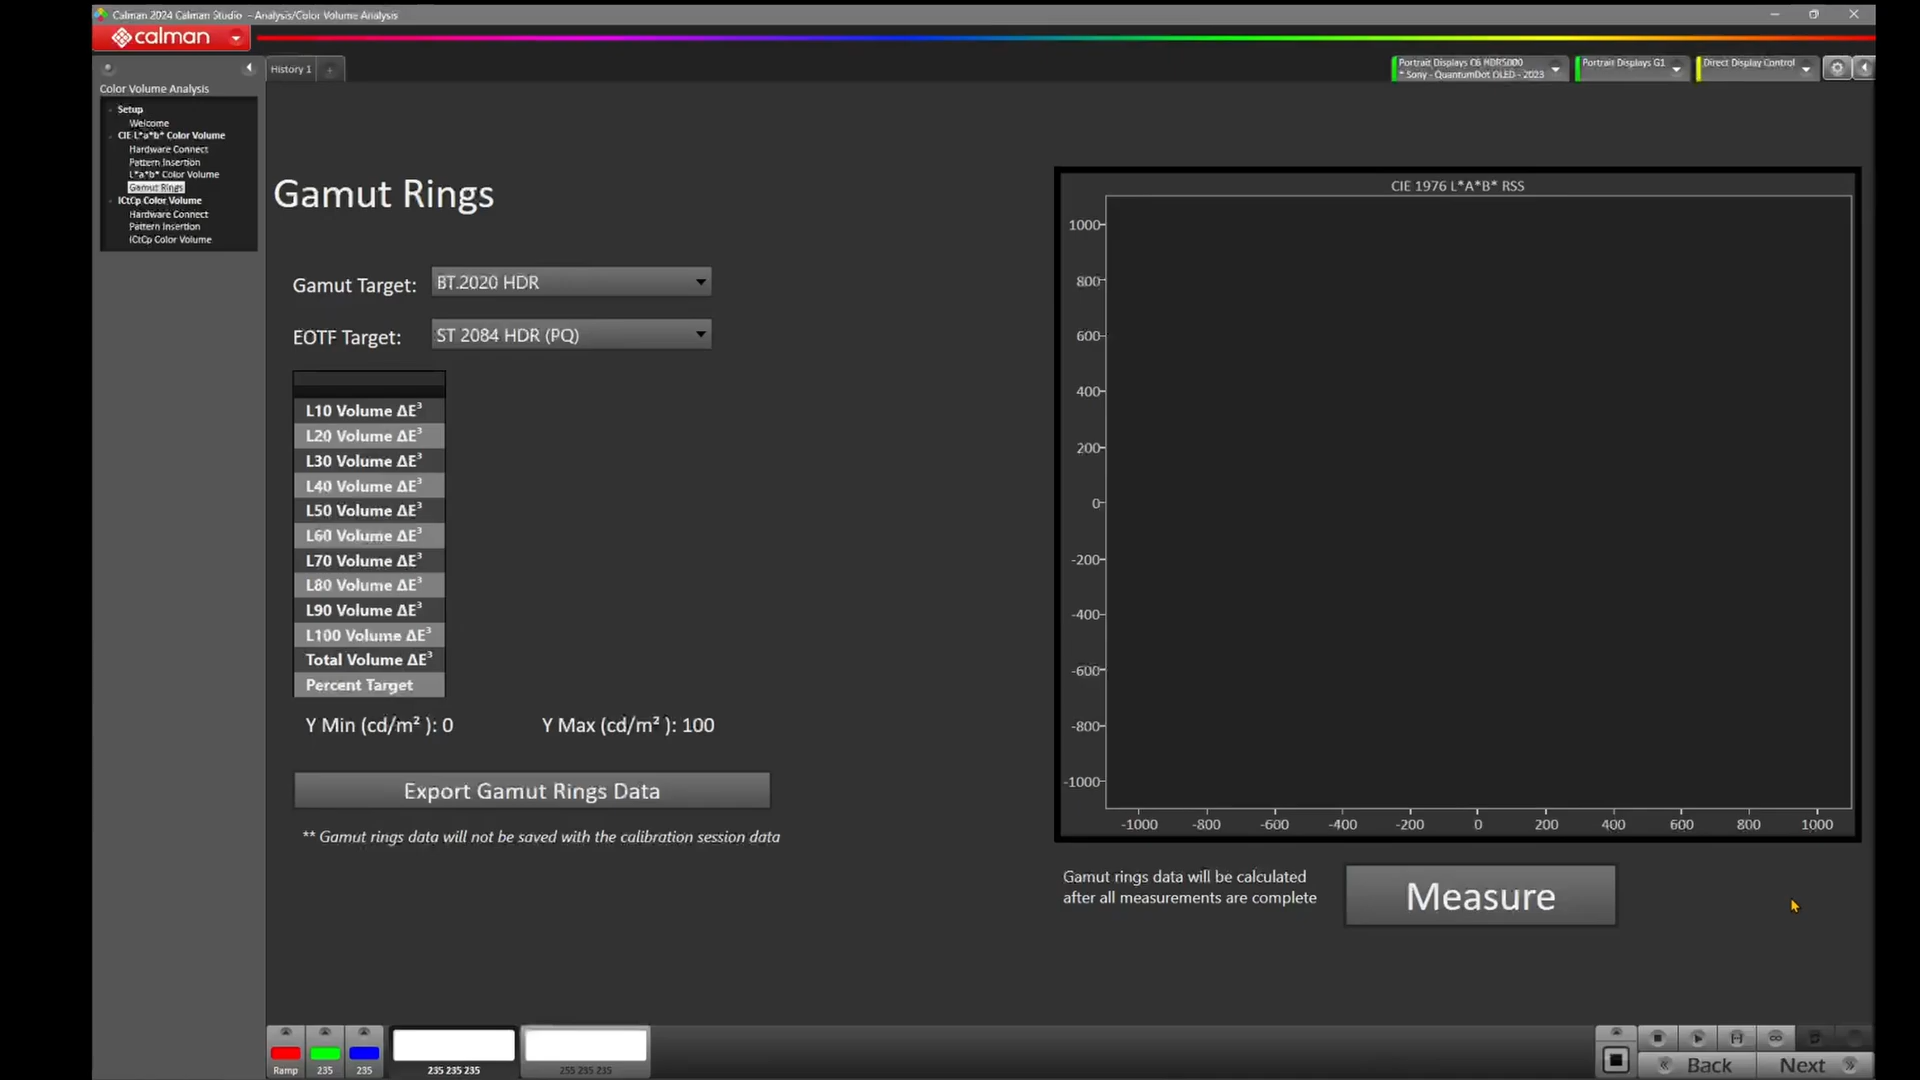 Calman 2024 Calman Studio - Analysis/Color Volume Analysis
calman
History 1
+
Portrait Displays C6 HDR5000
* Sony - QuantumDot OLED - 2023
Portrait Displays G1
Direct Display Control
Color Volume Analysis
Setup
Welcome
CIE L*a*b* Color Volume
Hardware Connect
Pattern Insertion
L*a*b* Color Volume
Gamut Rings
ICtCp Color Volume
Hardware Connect
Pattern Insertion
ICtCp Color Volume
Gamut Rings
Gamut Target: BT.2020 HDR
EOTF Target: ST 2084 HDR (PQ)
L10 Volume ΔE³
L20 Volume ΔE³
L30 Volume ΔE³
L40 Volume ΔE³
L50 Volume ΔE³
L60 Volume ΔE³
L70 Volume ΔE³
L80 Volume ΔE³
L90 Volume ΔE³
L100 Volume ΔE³
Total Volume ΔE³
Percent Target
Y Min (cd/m² ): 0
Y Max (cd/m² ): 100
Export Gamut Rings Data
** Gamut rings data will not be saved with the calibration session data
CIE 1976 L*A*B* RSS
1000
800
600
400
200
0
-200
-400
-600
-800
-1000
-1000 -800 -600 -400 -200 0 200 400 600 800 1000
Gamut rings data will be calculated
after all measurements are complete
Measure
Ramp
235
235
235 235 235
255 235 235
Back
Next